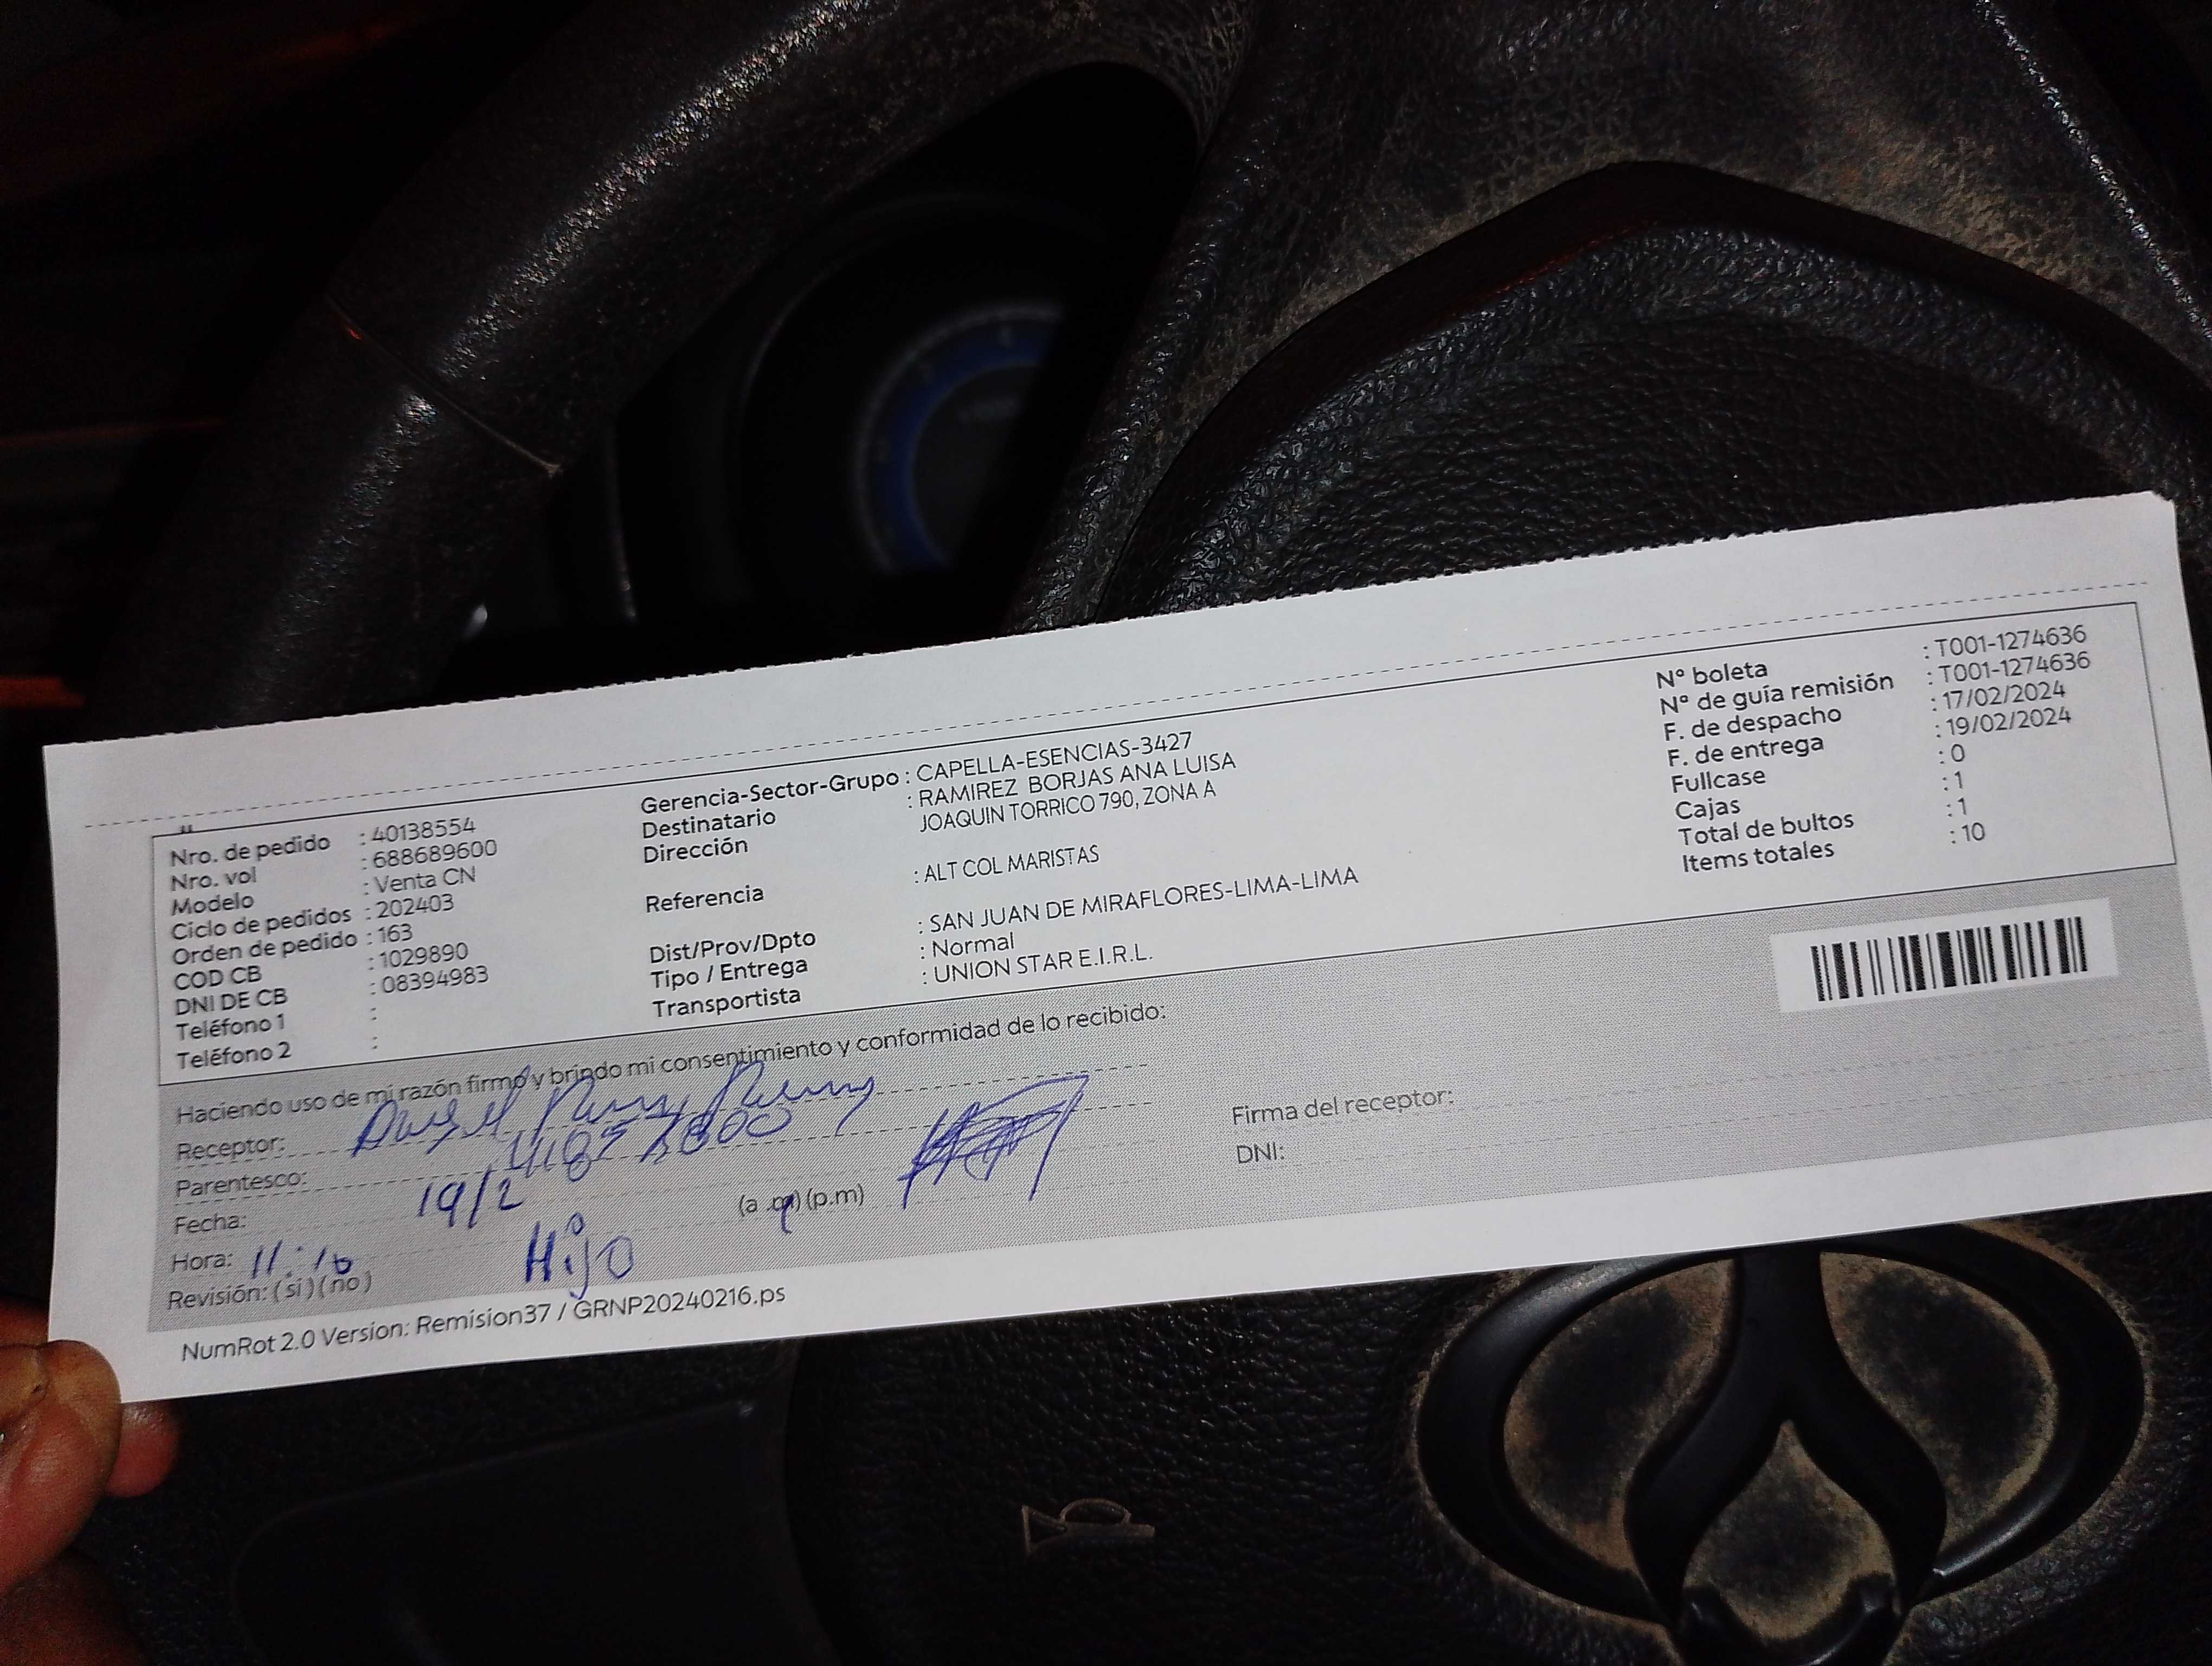 Nro. de pedido : 40138554
Nro. vol : 688689600
Modelo : Venta CN
Ciclo de pedidos : 202403
Orden de pedido : 163
COD CB : 1029890
DNI DE CB : 08394983
Teléfono 1 :
Teléfono 2 :
Gerencia-Sector-Grupo : CAPELLA-ESENCIAS-3427
Destinatario : RAMIREZ BORJAS ANA LUISA
Dirección JOAQUIN TORRICO 790, ZONA A
Referencia : ALT COL MARISTAS
Dist/Prov/Dpto : SAN JUAN DE MIRAFLORES-LIMA-LIMA
Tipo / Entrega : Normal
Transportista : UNION STAR E.I.R.L.
Nº boleta : T001-1274636
Nº de guía remisión : T001-1274636
F. de despacho : 17/02/2024
F. de entrega : 19/02/2024
Fullcase : 0
Cajas : 1
Total de bultos : 1
Items totales : 10
Haciendo uso de mi razón firmo y brindo mi consentimiento y conformidad de lo recibido:
Receptor:
Parentesco:
Fecha: 19/2
Hora: 11:10 (a.m) (p.m)
Hijo
Revisión: (si) (no)
Firma del receptor:
DNI:
NumRot 2.0 Version: Remision37 / GRNP20240216.ps